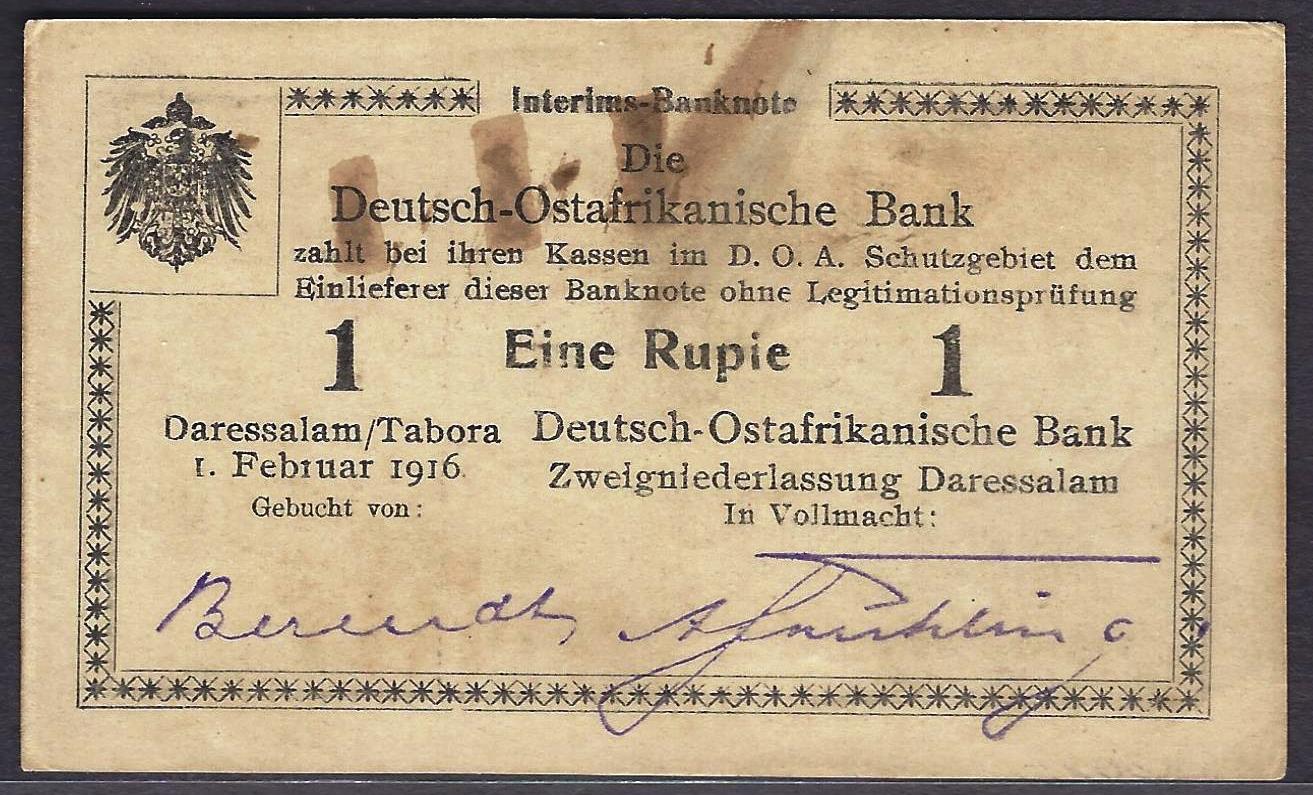 Interims-Banknote
Die
Deutsch-Ostafrikanische Bank
zahlt bei ihren Kassen im D. O. A. Schutzgebiet dem
Einlieferer dieser Banknote ohne Legitimationsprüfung
1 Eine Rupie 1
Daressalam/Tabora
1. Februar 1916.
Gebucht von:
Deutsch-Ostafrikanische Bank
Zweigniederlassung Daressalam
In Vollmacht:
Berendt